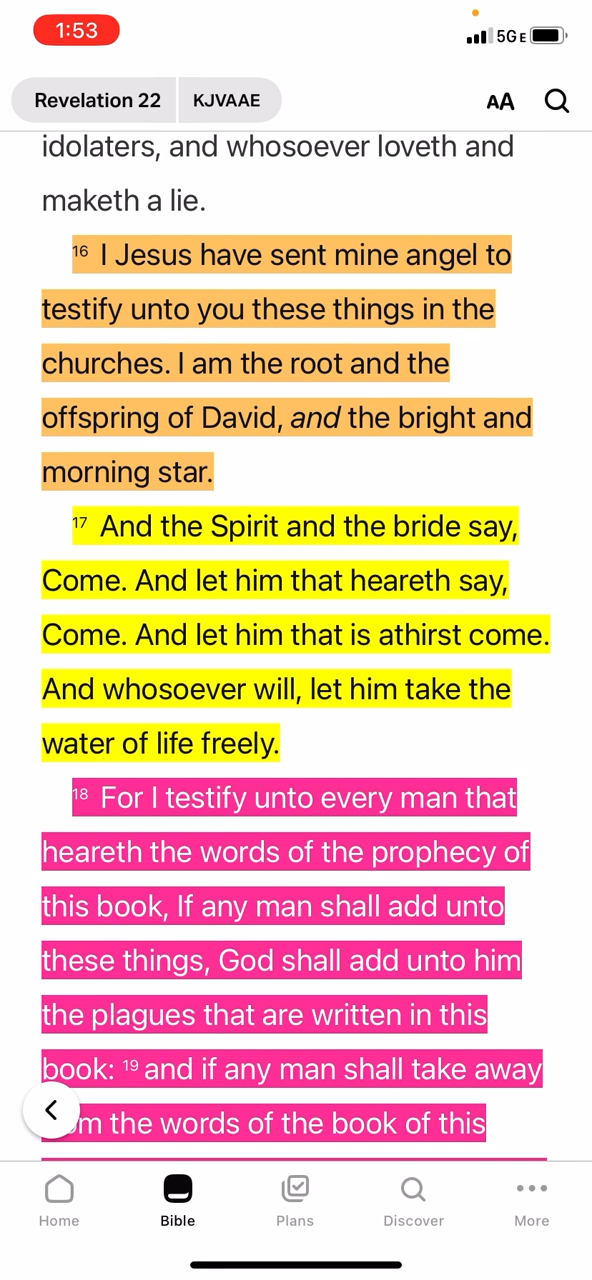 1:53
5GE
Revelation 22 KJVAAE AA
idolaters, and whosoever loveth and
maketh a lie.
16 I Jesus have sent mine angel to
testify unto you these things in the
churches. I am the root and the
offspring of David, and the bright and
morning star.
17 And the Spirit and the bride say,
Come. And let him that heareth say,
Come. And let him that is athirst come.
And whosoever will, let him take the
water of life freely.
18 For I testify unto every man that
heareth the words of the prophecy of
this book, If any man shall add unto
these things, God shall add unto him
the plagues that are written in this
book: 19 and if any man shall take away
the words of the book of this
Home Bible Plans Discover More